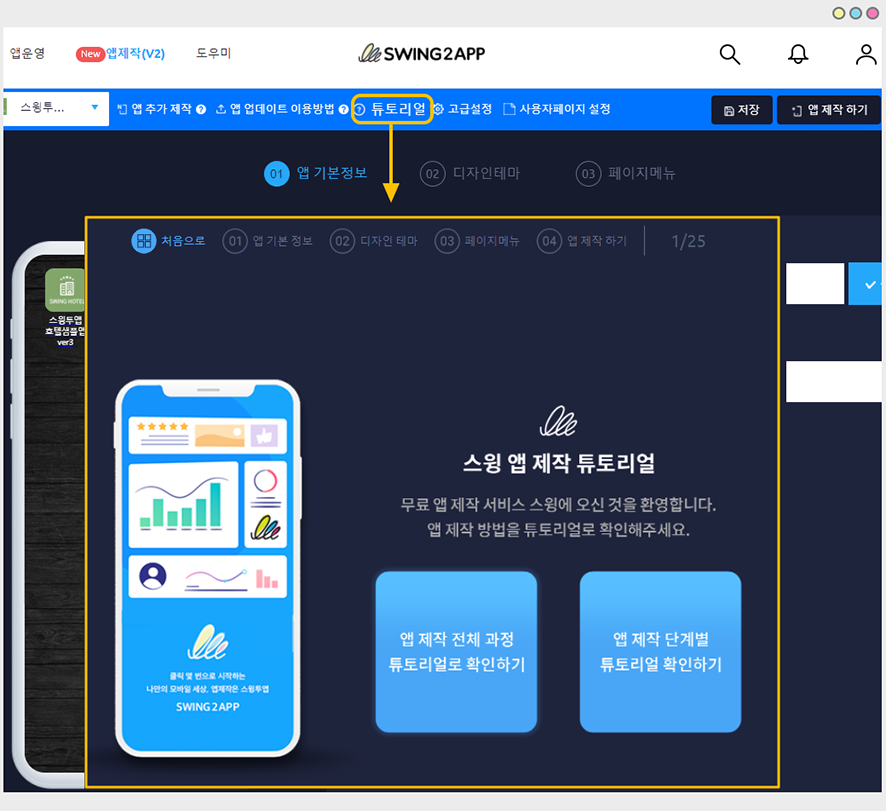 앱운영
New 앱제작(V2)
도우미
SWING2APP
스윙투...
앱 추가 제작 ?
앱 업데이트 이용방법 ?
? 튜토리얼
고급설정
사용자페이지 설정
저장
앱 제작 하기
01 앱 기본정보
02 디자인테마
03 페이지메뉴
처음으로
01 앱 기본 정보
02 디자인 테마
03 페이지메뉴
04 앱 제작 하기
1/25
SWING HOTEL
스윙투앱
호텔샘플앱
ver3
스윙 앱 제작 튜토리얼
무료 앱 제작 서비스 스윙에 오신 것을 환영합니다.
앱 제작 방법을 튜토리얼로 확인해주세요.
앱 제작 전체 과정
튜토리얼로 확인하기
앱 제작 단계별
튜토리얼 확인하기
클릭 몇 번으로 시작하는
나만의 모바일 세상, 앱제작은 스윙투앱
SWING2APP